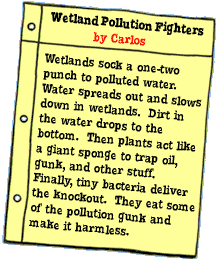 Wetland Pollution Fighters
by Carlos
Wetlands sock a one-two
punch to polluted water.
Water spreads out and slows
down in wetlands. Dirt in
the water drops to the
bottom. Then plants act like
a giant sponge to trap oil,
gunk, and other stuff.
Finally, tiny bacteria deliver
the knockout. They eat some
of the pollution gunk and
make it harmless.